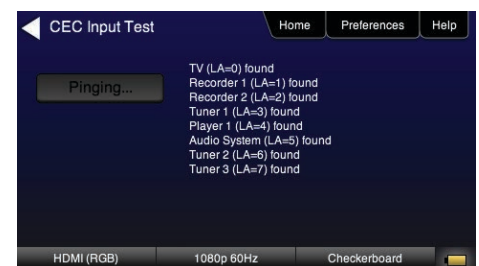 CEC Input Test
Home
Preferences
Help
Pinging...
TV (LA=0) found
Recorder 1 (LA=1) found
Recorder 2 (LA=2) found
Tuner 1 (LA=3) found
Player 1 (LA=4) found
Audio System (LA=5) found
Tuner 2 (LA=6) found
Tuner 3 (LA=7) found
HDMI (RGB)
1080p 60Hz
Checkerboard